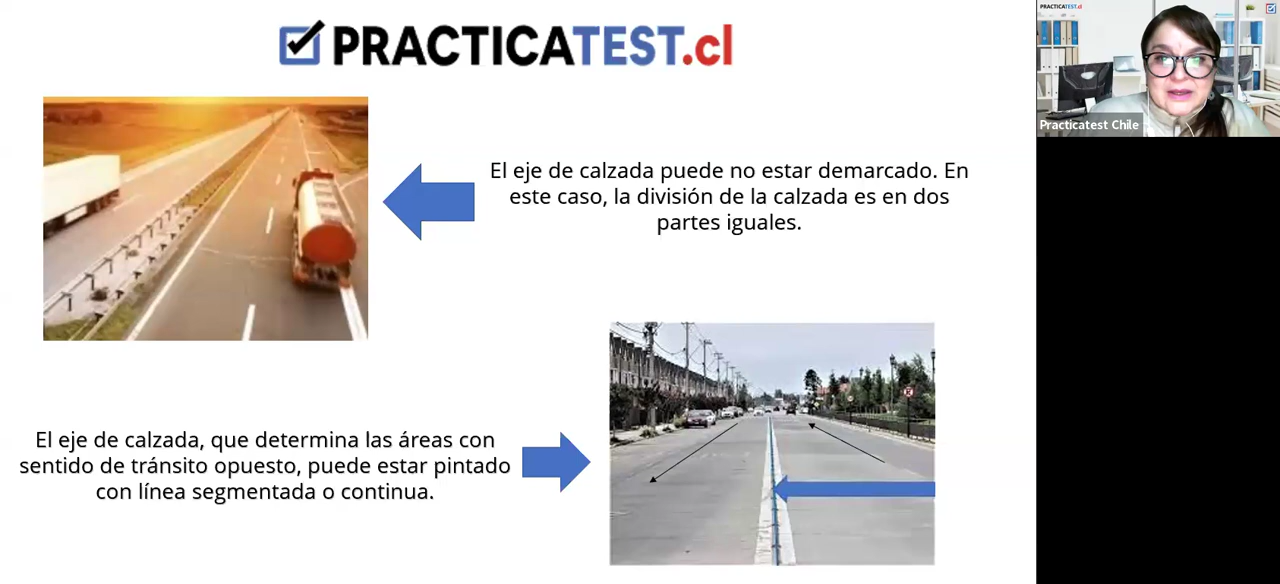 PRACTICATEST.cl
El eje de calzada puede no estar demarcado. En
este caso, la división de la calzada es en dos
partes iguales.
El eje de calzada, que determina las áreas con
sentido de tránsito opuesto, puede estar pintado
con línea segmentada o continua.
PRACTICATEST.cl
Practicatest Chile